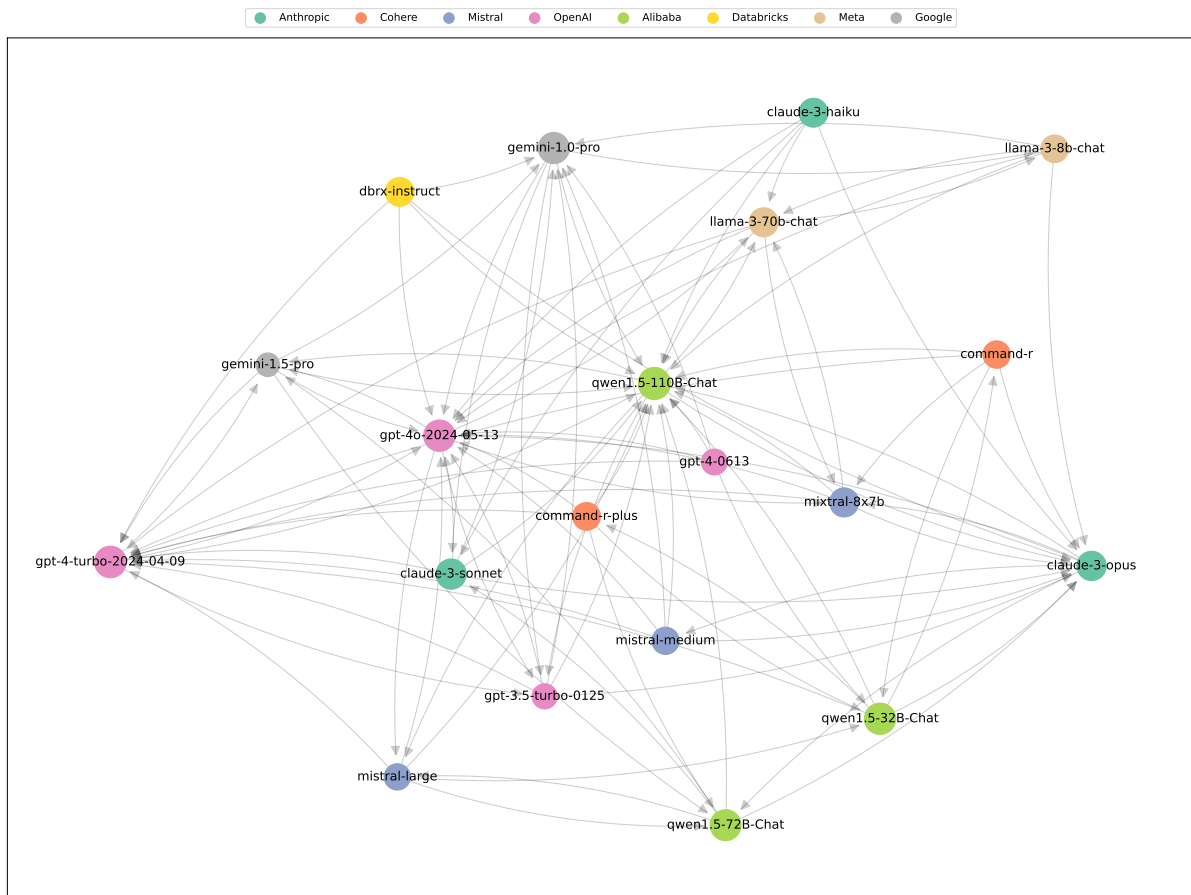 Anthropic
Cohere
Mistral
OpenAI
Alibaba
Databricks
Meta
Google
claude-3-haiku
gemini-1.0-pro
llama-3-8b-chat
dbrx-instruct
llama-3-70b-chat
command-r
gemini-1.5-pro
qwen1.5-110B-Chat
gpt-4o-2024-05-13
gpt-4-0613
mixtral-8x7b
command-r-plus
gpt-4-turbo-2024-04-09
claude-3-sonnet
claude-3-opus
mistral-medium
gpt-3.5-turbo-0125
qwen1.5-32B-Chat
mistral-large
qwen1.5-72B-Chat